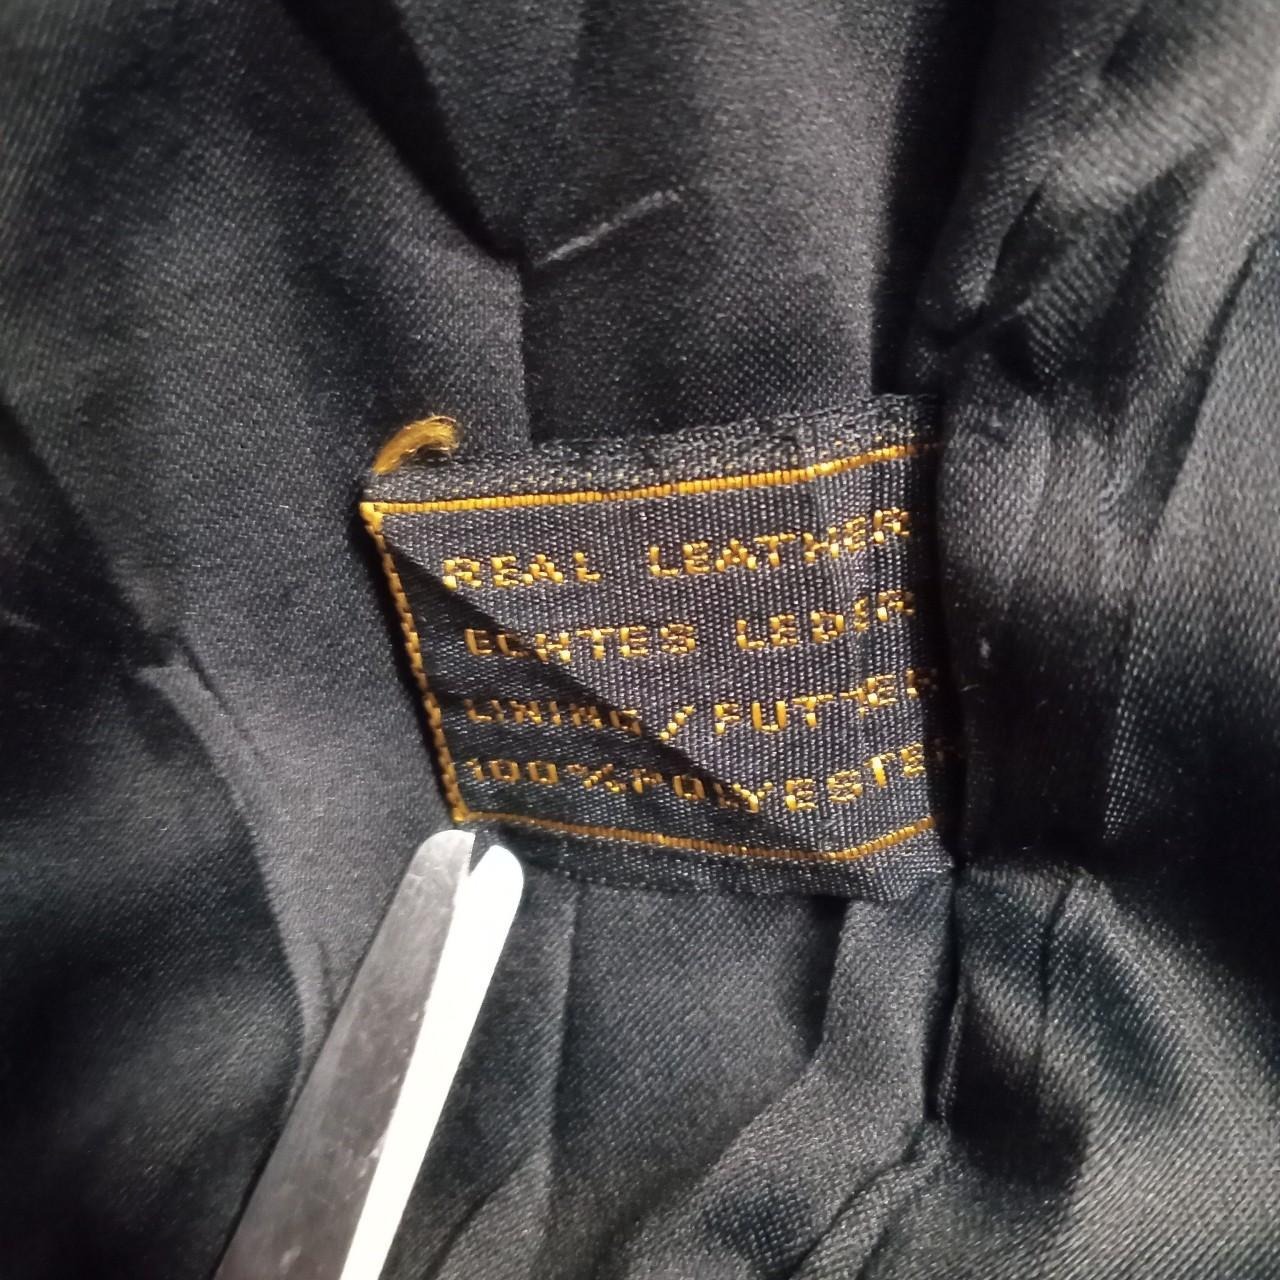 REAL LEATHER
ECHTES LEDER
LINING/FUTTER
100%POLYESTER